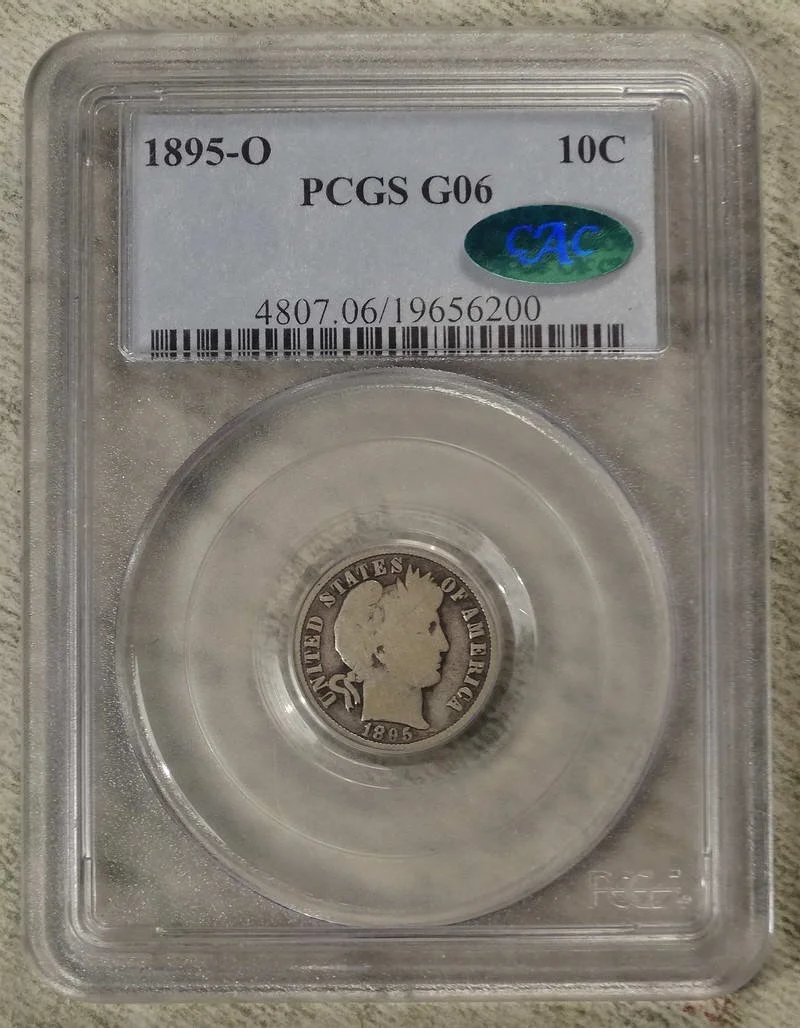 1895-O 10C
PCGS G06
CAC
4807.06/19656200
UNITED STATES OF AMERICA
1895
PCGS